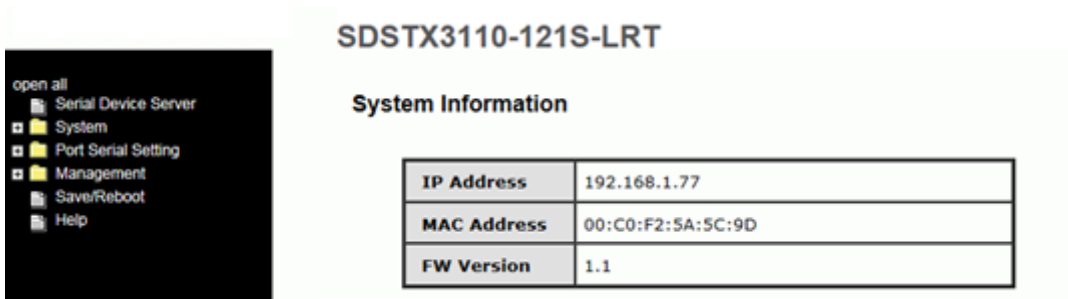 SDSTX3110-121S-LRT
open all
Serial Device Server
System
Port Serial Setting
Management
Save/Reboot
Help
System Information
IP Address 192.168.1.77
MAC Address 00:C0:F2:5A:5C:9D
FW Version 1.1